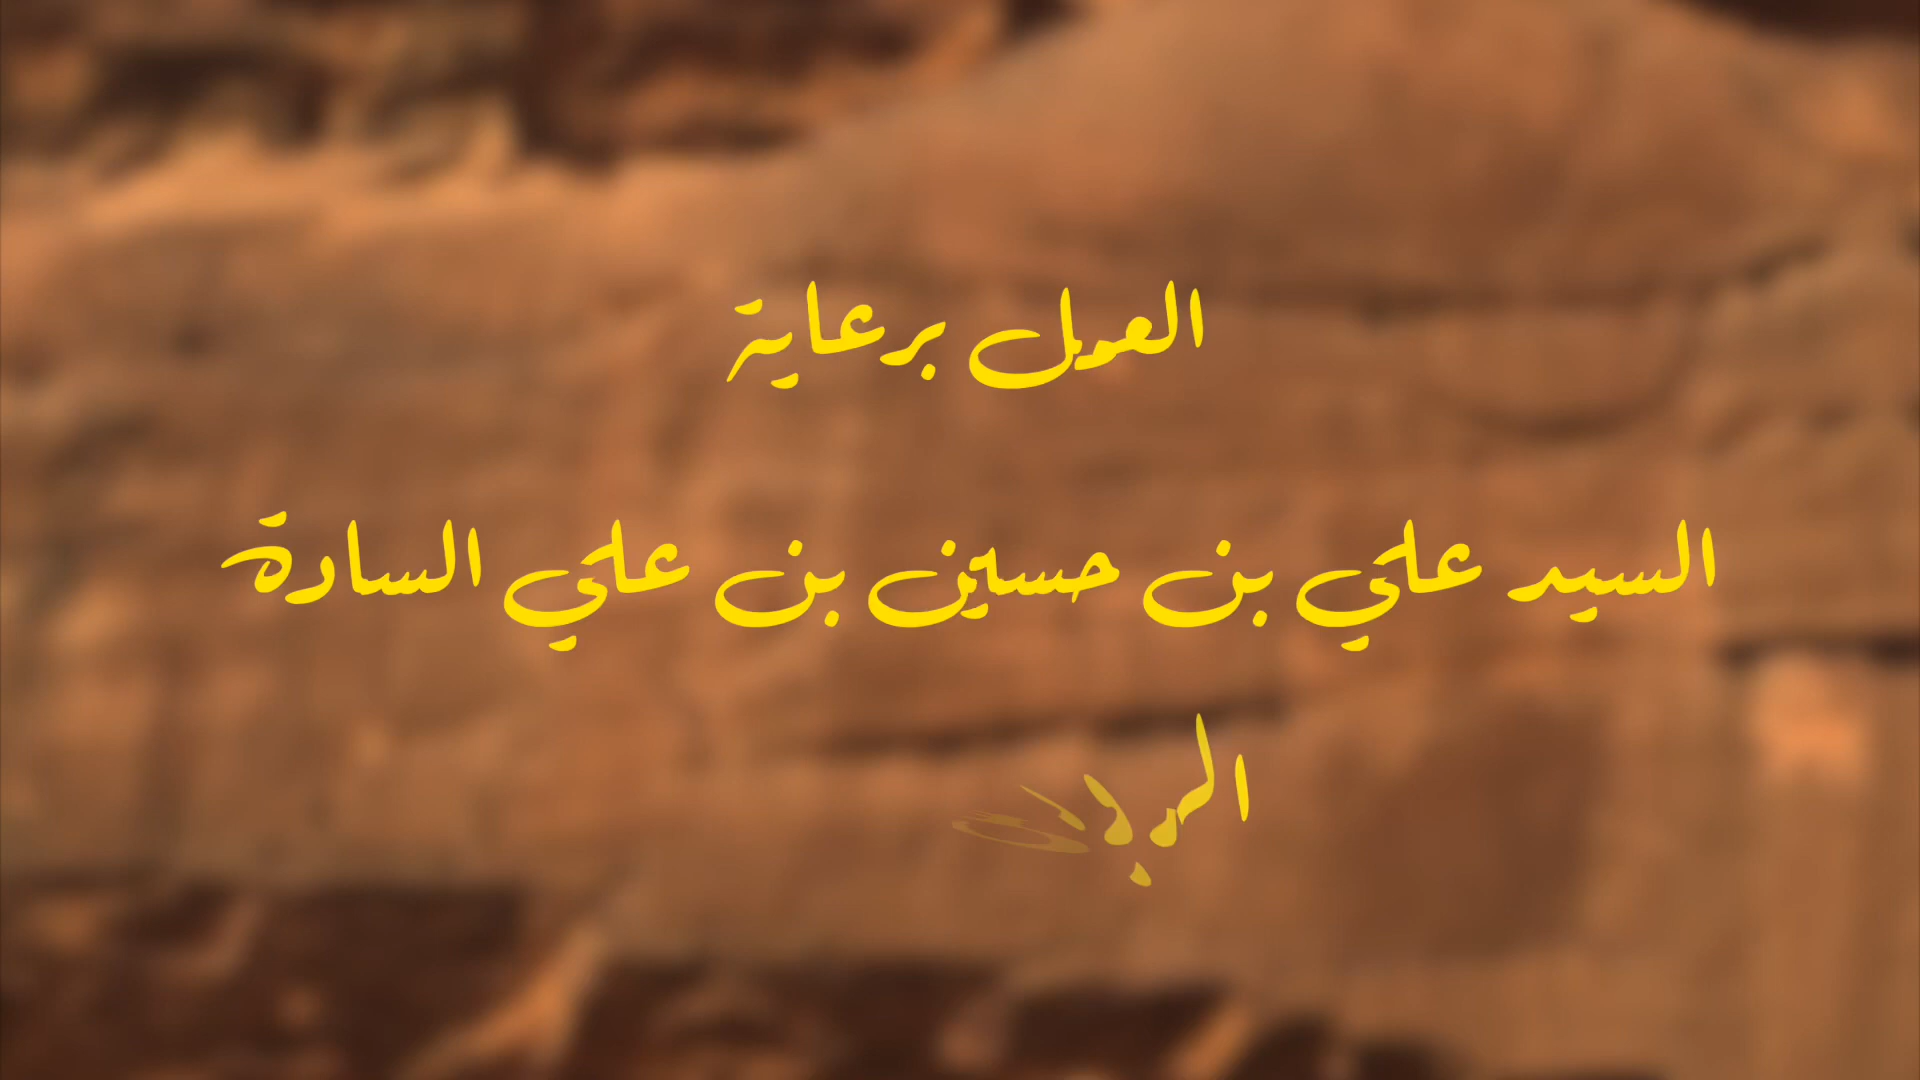 العمل برعاية
السيد علي بن حسين بن علي السادة